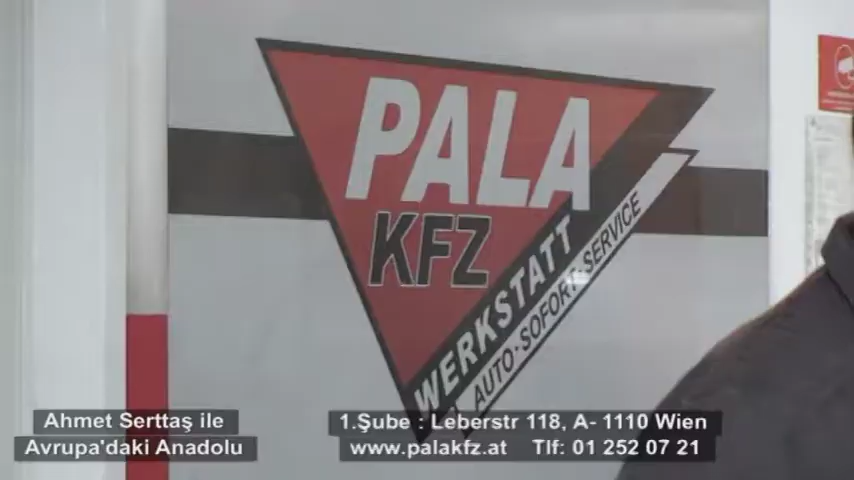 PALA
KFZ
WERKSTATT
AUTO·SOFORT·SERVICE
Ahmet Serttaş ile
Avrupa'daki Anadolu
1.Şube : Leberstr 118, A- 1110 Wien
www.palakfz.at Tlf: 01 252 07 21